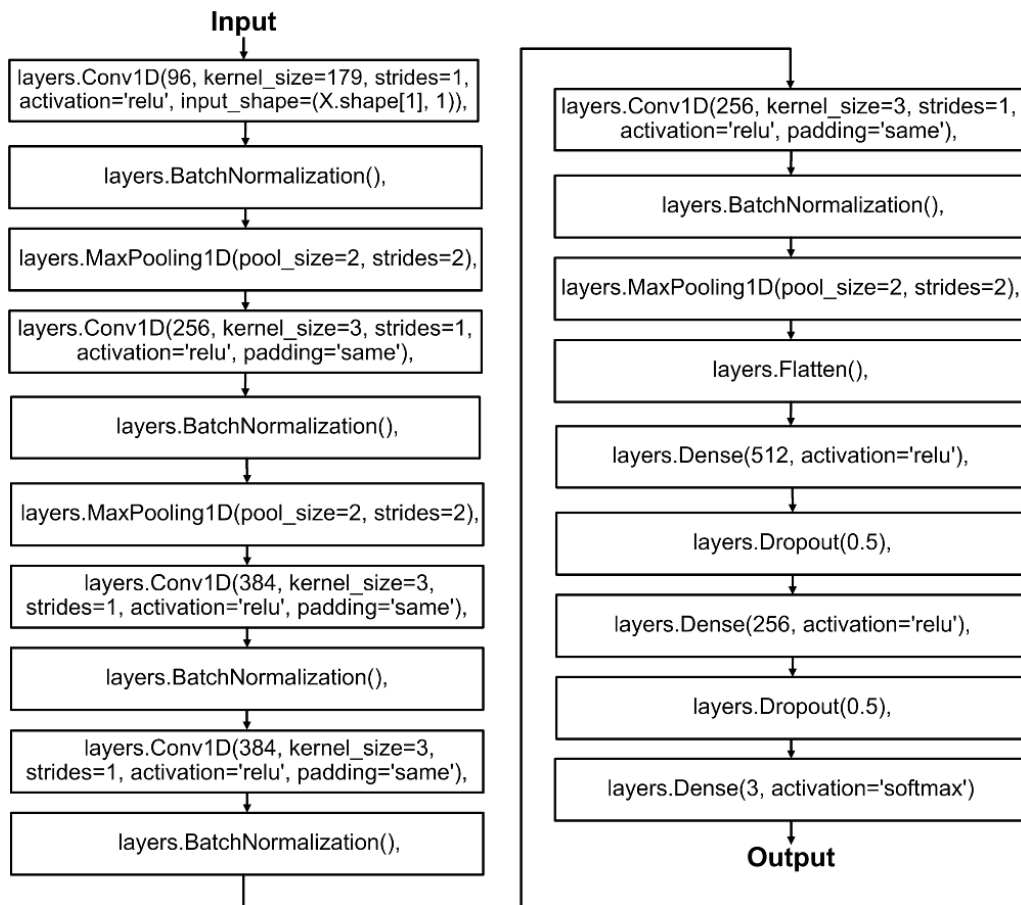 Input
layers.Conv1D(96, kernel_size=179, strides=1,
activation='relu', input_shape=(X.shape[1], 1)),
layers.BatchNormalization(),
layers.MaxPooling1D(pool_size=2, strides=2),
layers.Conv1D(256, kernel_size=3, strides=1,
activation='relu', padding='same'),
layers.BatchNormalization(),
layers.MaxPooling1D(pool_size=2, strides=2),
layers.Conv1D(384, kernel_size=3,
strides=1, activation='relu', padding='same'),
layers.BatchNormalization(),
layers.Conv1D(384, kernel_size=3,
strides=1, activation='relu', padding='same'),
layers.BatchNormalization(),
layers.Conv1D(256, kernel_size=3, strides=1,
activation='relu', padding='same'),
layers.BatchNormalization(),
layers.MaxPooling1D(pool_size=2, strides=2),
layers.Flatten(),
layers.Dense(512, activation='relu'),
layers.Dropout(0.5),
layers.Dense(256, activation='relu'),
layers.Dropout(0.5),
layers.Dense(3, activation='softmax')
Output